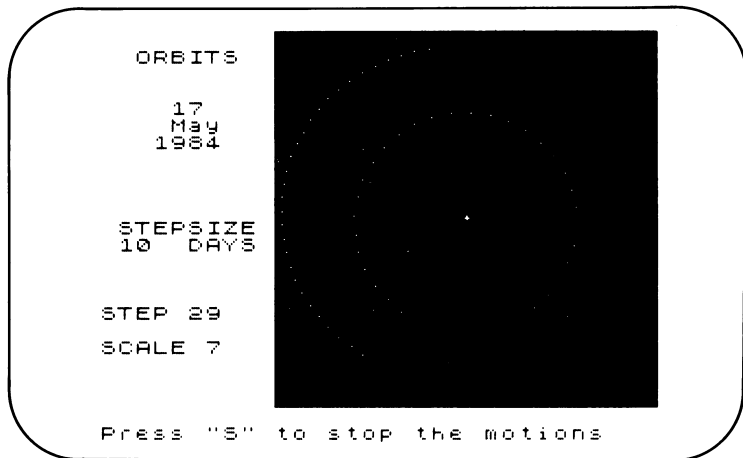 ORBITS
17
May
1984
STEPSIZE
10 DAYS
STEP 29
SCALE 7
Press "S" to stop the motions